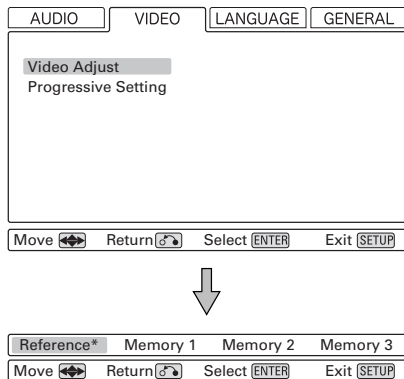 AUDIO VIDEO LANGUAGE GENERAL
Video Adjust
Progressive Setting
Move Return Select ENTER Exit SETUP
Reference* Memory 1 Memory 2 Memory 3
Move Return Select ENTER Exit SETUP